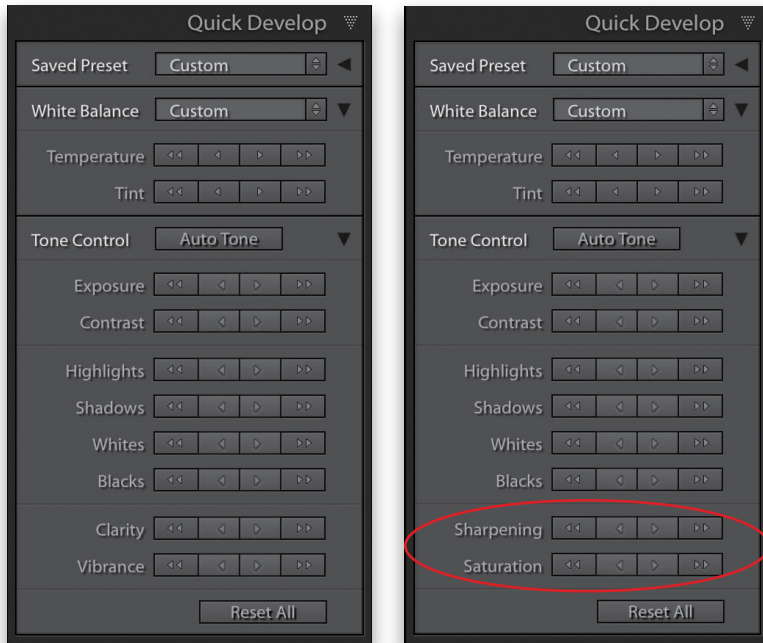 Quick Develop
Saved Preset Custom
White Balance Custom
Temperature
Tint
Tone Control Auto Tone
Exposure
Contrast
Highlights
Shadows
Whites
Blacks
Clarity
Vibrance
Reset All
Quick Develop
Saved Preset Custom
White Balance Custom
Temperature
Tint
Tone Control Auto Tone
Exposure
Contrast
Highlights
Shadows
Whites
Blacks
Sharpening
Saturation
Reset All